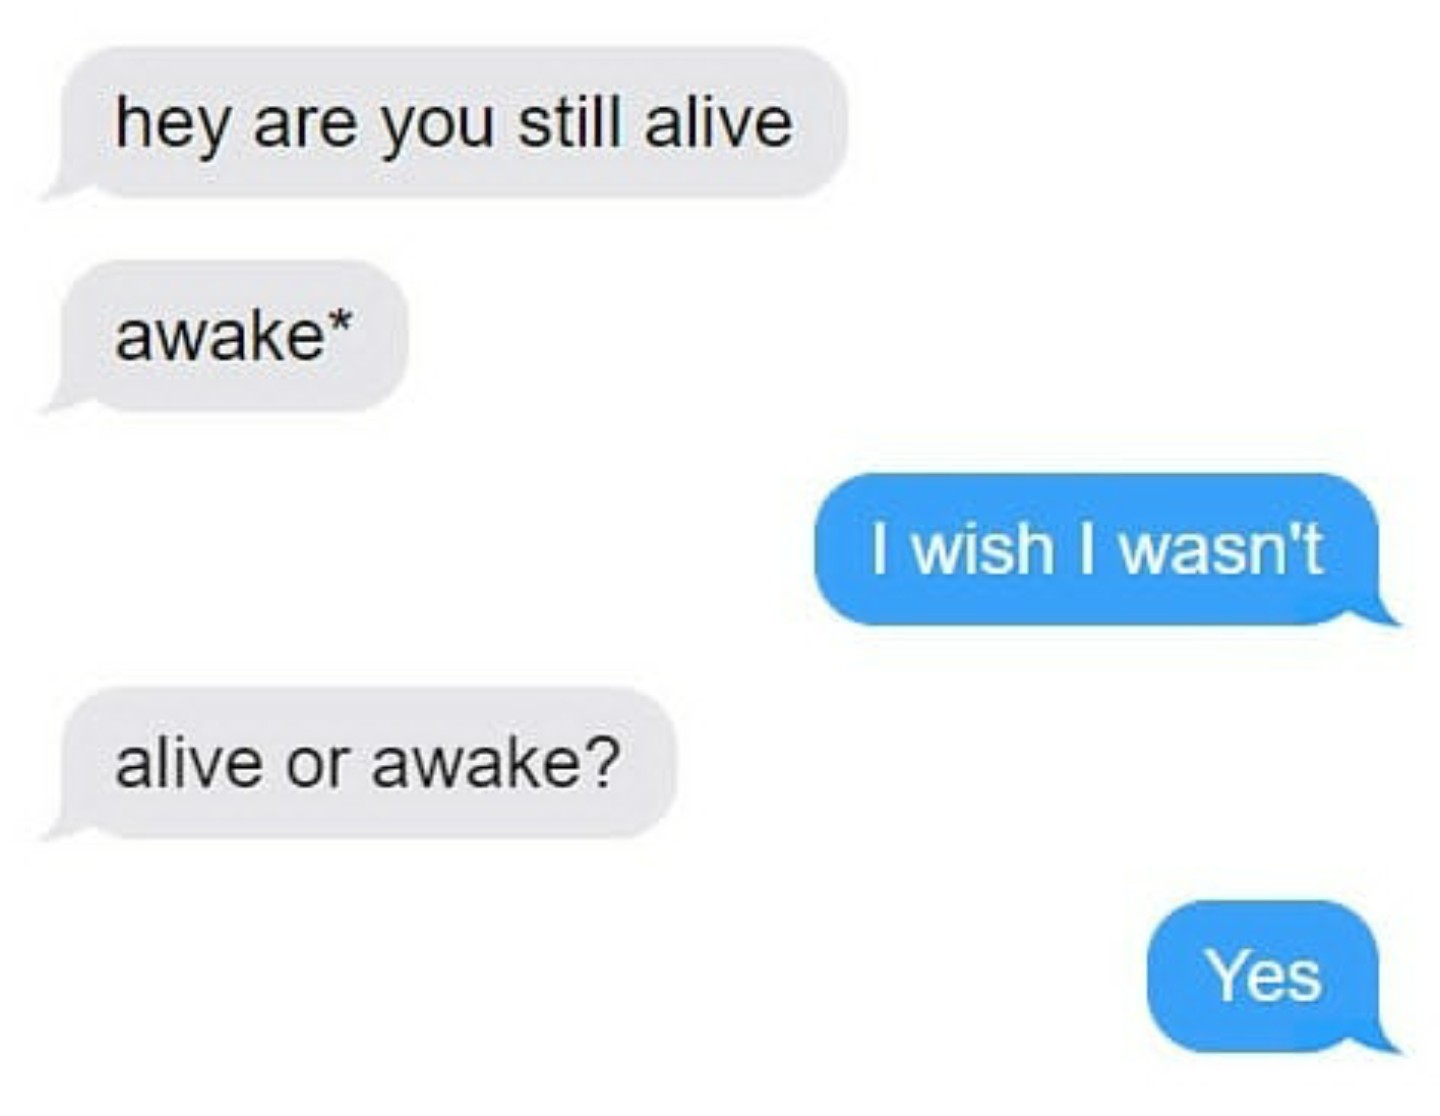 hey are you still alive
awake*
I wish I wasn't
alive or awake?
Yes